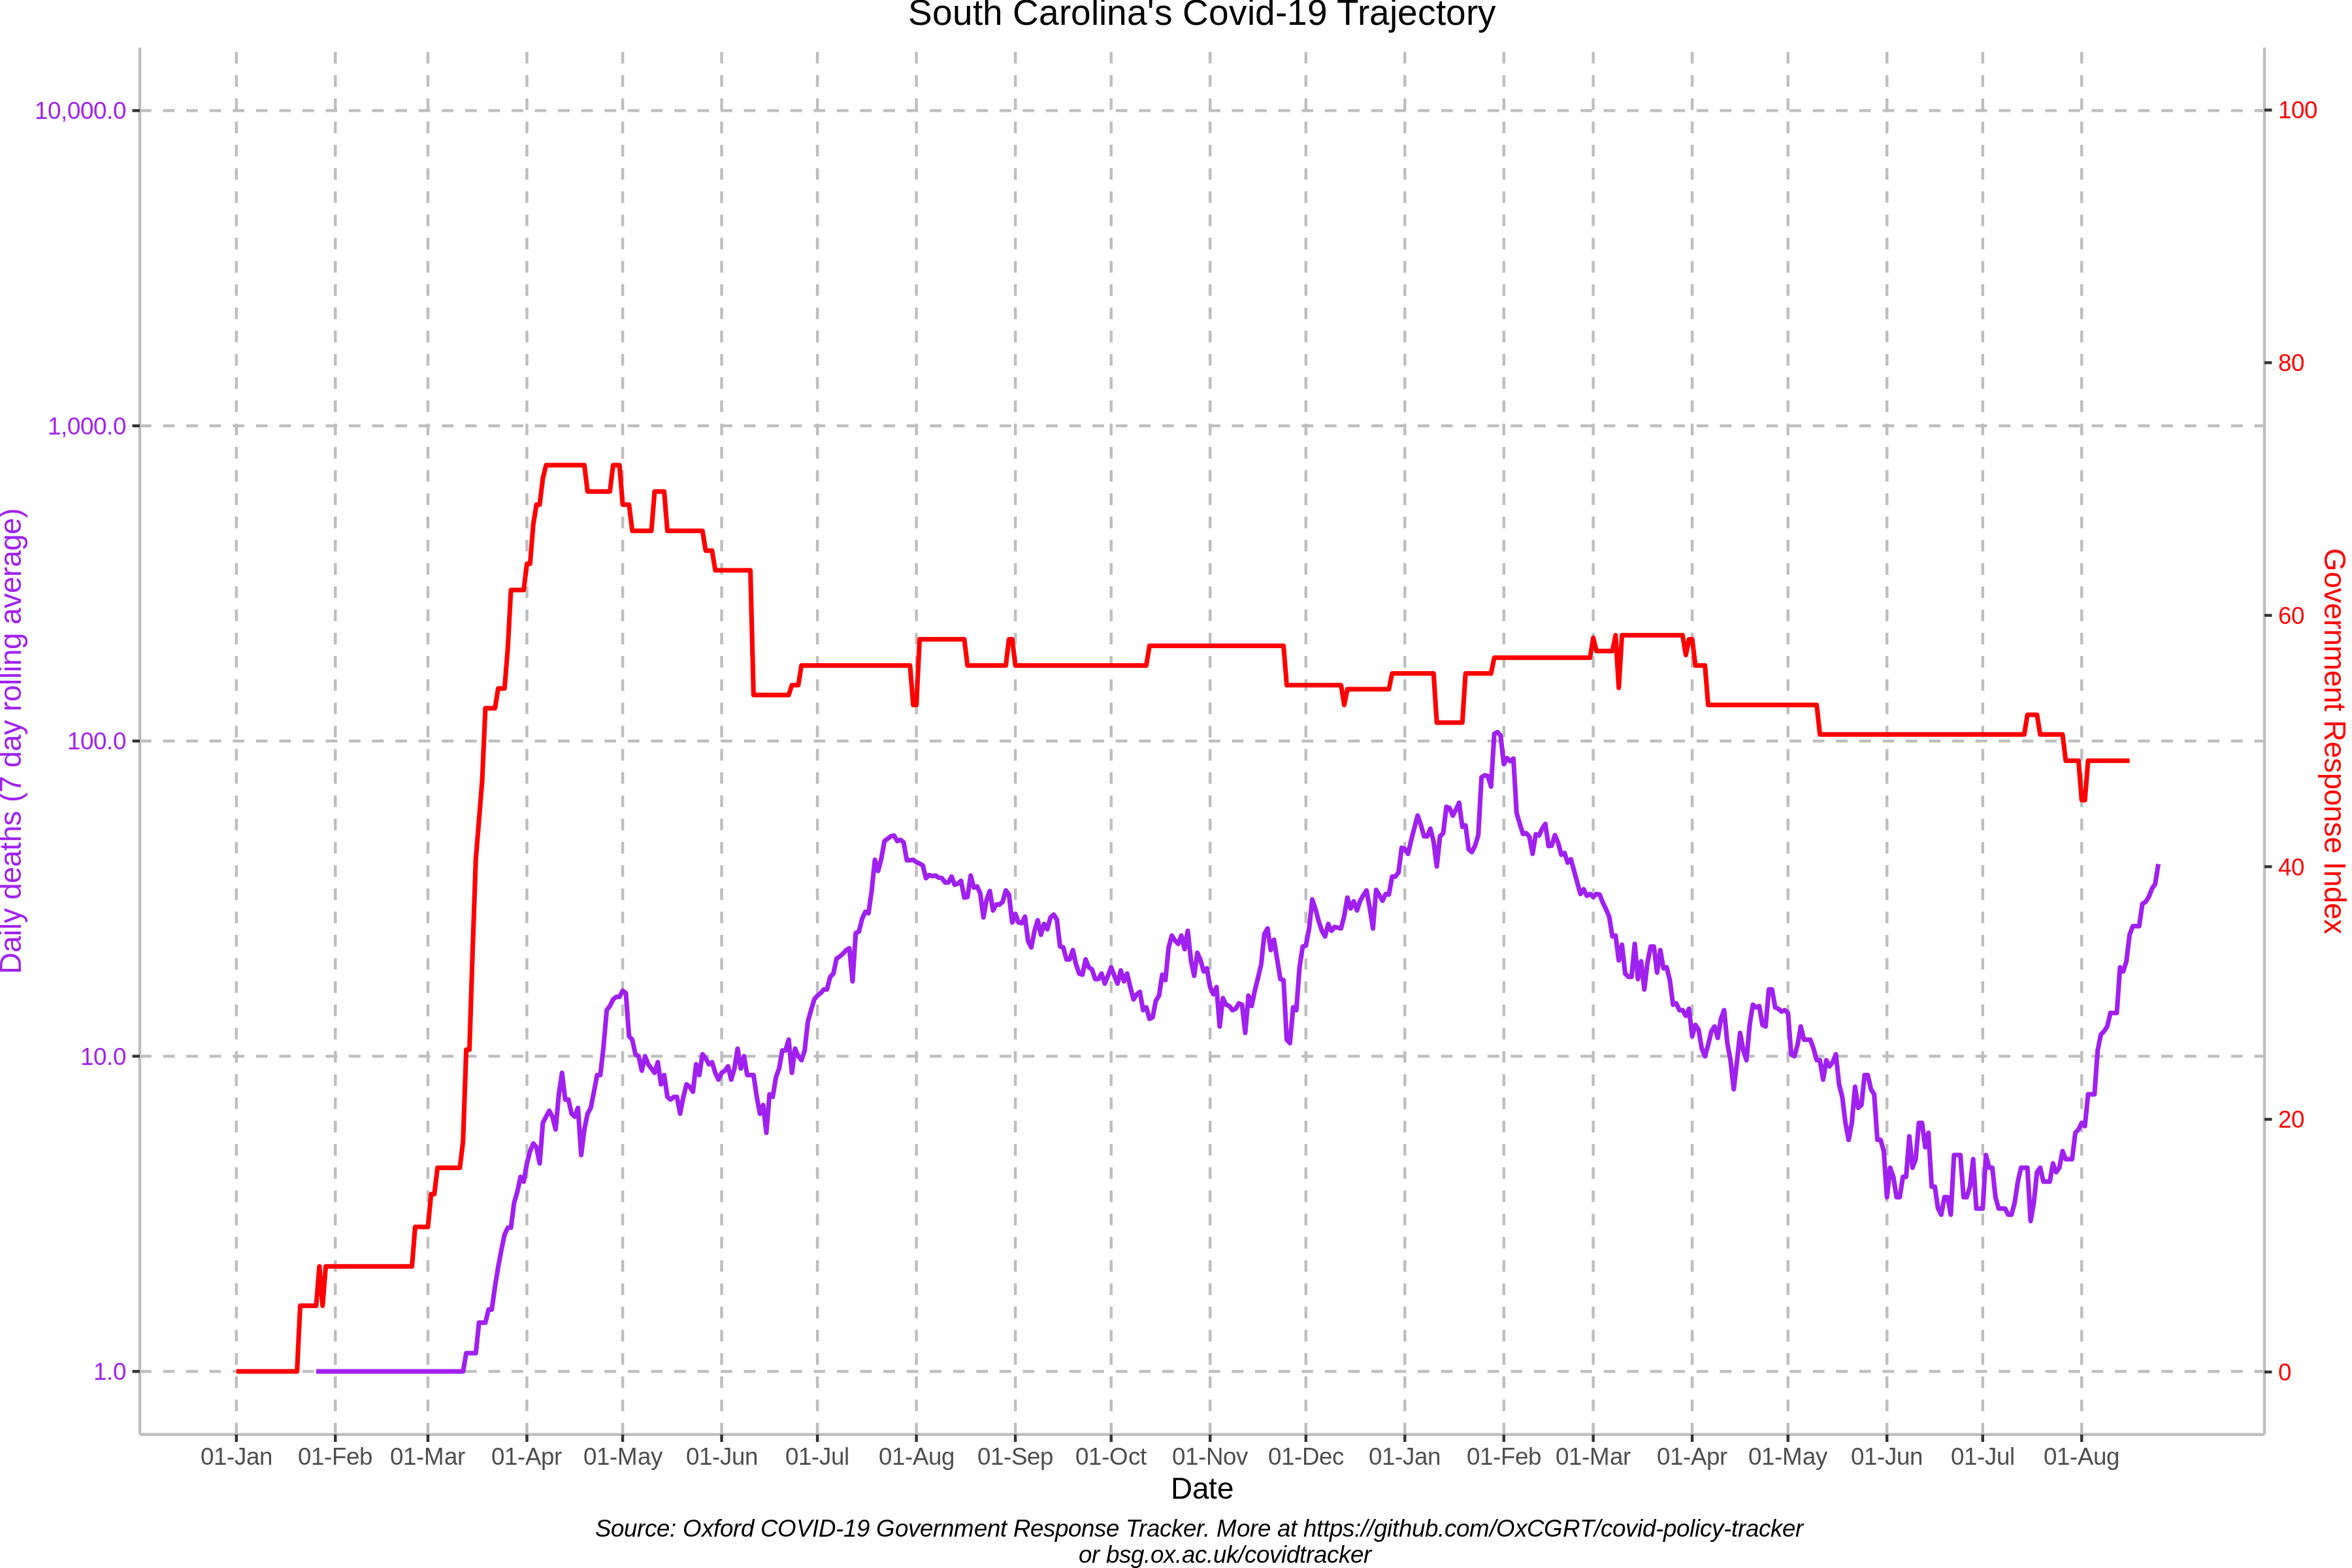 South Carolina's Covid-19 Trajectory
10,000.0
1,000.0
100.0
10.0
1.0
Daily deaths (7 day rolling average)
100
80
60
40
20
0
Government Response Index
01-Jan 01-Feb 01-Mar 01-Apr 01-May 01-Jun 01-Jul 01-Aug 01-Sep 01-Oct 01-Nov 01-Dec 01-Jan 01-Feb 01-Mar 01-Apr 01-May 01-Jun 01-Jul 01-Aug
Date
Source: Oxford COVID-19 Government Response Tracker. More at https://github.com/OxCGRT/covid-policy-tracker
or bsg.ox.ac.uk/covidtracker